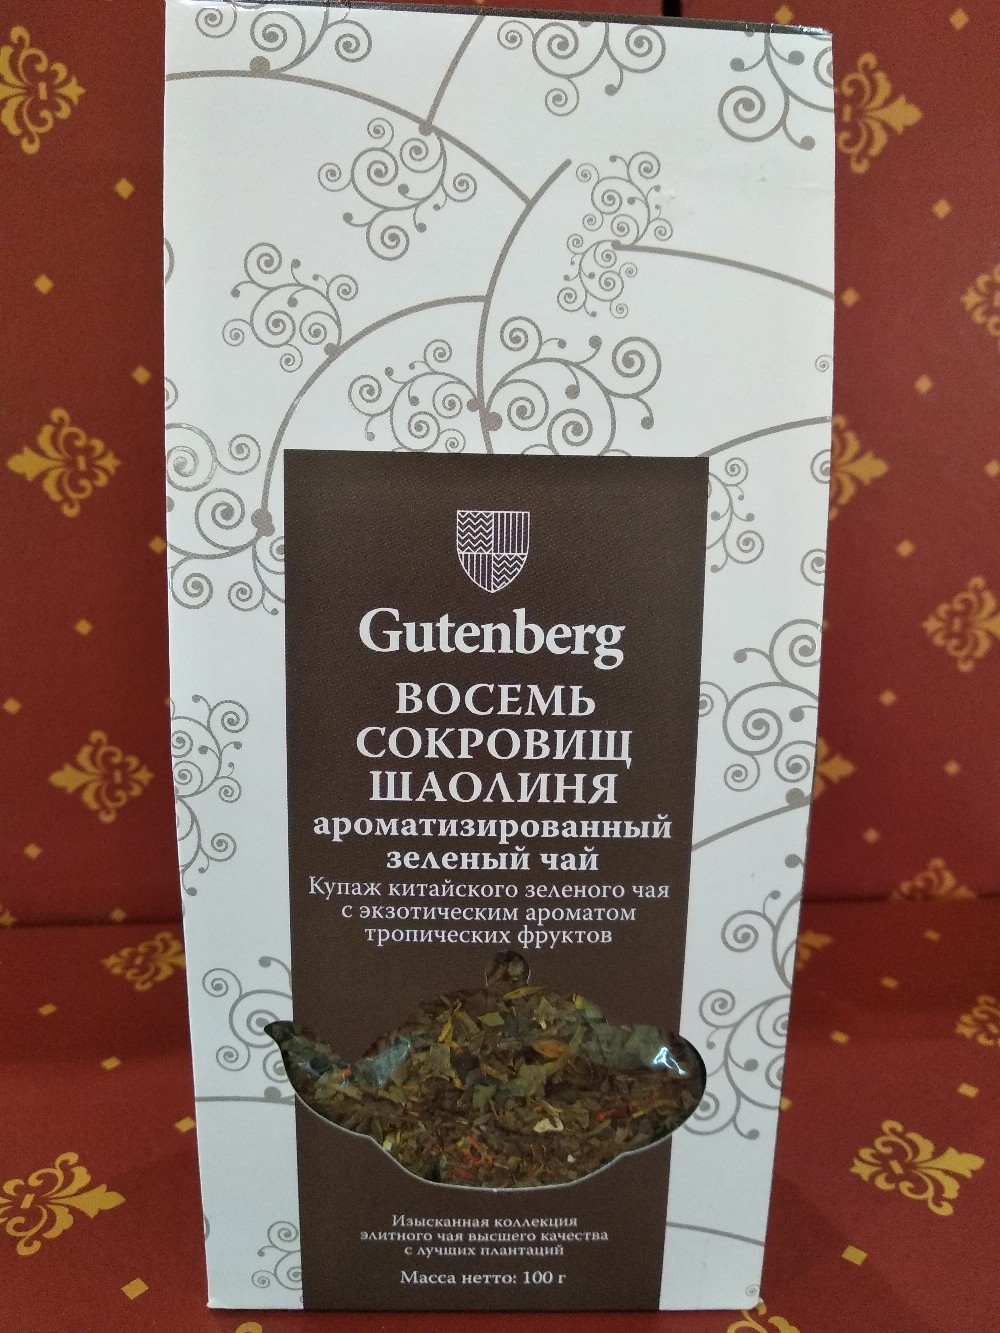 Gutenberg
ВОСЕМЬ
СОКРОВИЩ
ШАОЛИНЯ
ароматизированный
зеленый чай
Купаж китайского зеленого чая
с экзотическим ароматом
тропических фруктов
Изысканная коллекция
элитного чая высшего качества
с лучших плантаций
Масса нетто: 100 г